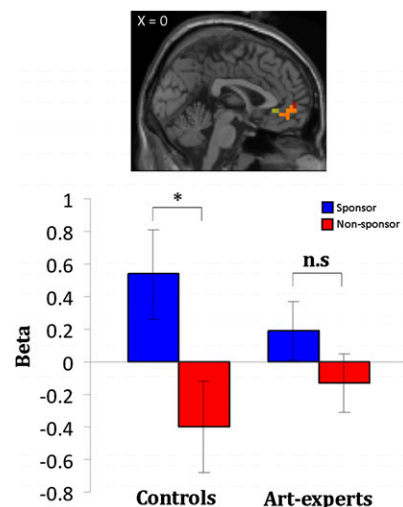 X = 0
1
Sponsor
Non-sponsor
*
0.8
n.s
0.6
0.4
0.2
Beta
0
-0.2
-0.4
-0.6
-0.8
Controls
Art-experts